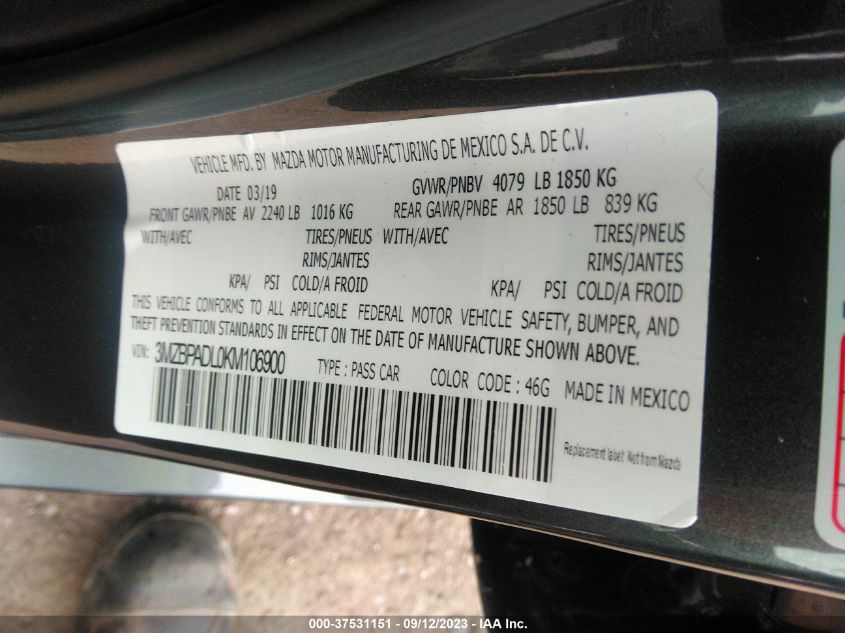 VEHICLE MFD. BY MAZDA MOTOR MANUFACTURING DE MEXICO S.A. DE C.V.
DATE 03/19 GVWR/PNBV 4079 LB 1850 KG
FRONT GAWR/PNBE AV 2240 LB 1016 KG REAR GAWR/PNBE AR 1850 LB 839 KG
WITH/AVEC TIRES/PNEUS WITH/AVEC TIRES/PNEUS
RIMS/JANTES RIMS/JANTES
KPA/ PSI COLD/A FROID KPA/ PSI COLD/A FROID
THIS VEHICLE CONFORMS TO ALL APPLICABLE FEDERAL MOTOR VEHICLE SAFETY, BUMPER, AND
THEFT PREVENTION STANDARDS IN EFFECT ON THE DATE OF MANUFACTURE SHOWN ABOVE.
VIN: 3MZBPADL0KM106900 TYPE : PASS CAR COLOR CODE : 46G MADE IN MEXICO
Replacement label: Not from Mazda
000-37531151 - 09/12/2023 - © IAA Inc.